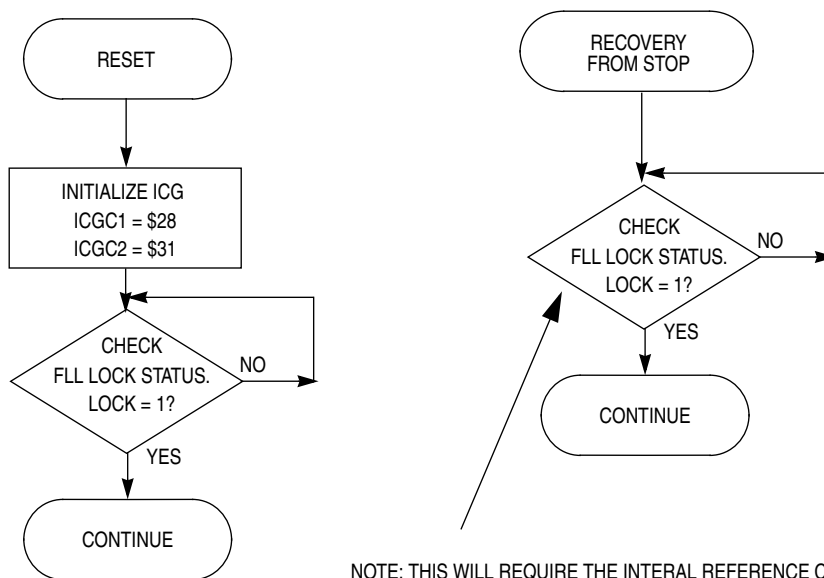 RESET
INITIALIZE ICG
ICGC1 = $28
ICGC2 = $31
CHECK
FLL LOCK STATUS.
LOCK = 1?
NO
YES
CONTINUE
RECOVERY
FROM STOP
CHECK
FLL LOCK STATUS.
LOCK = 1?
NO
YES
CONTINUE
NOTE: THIS WILL REQUIRE THE INTERAL REFERENCE